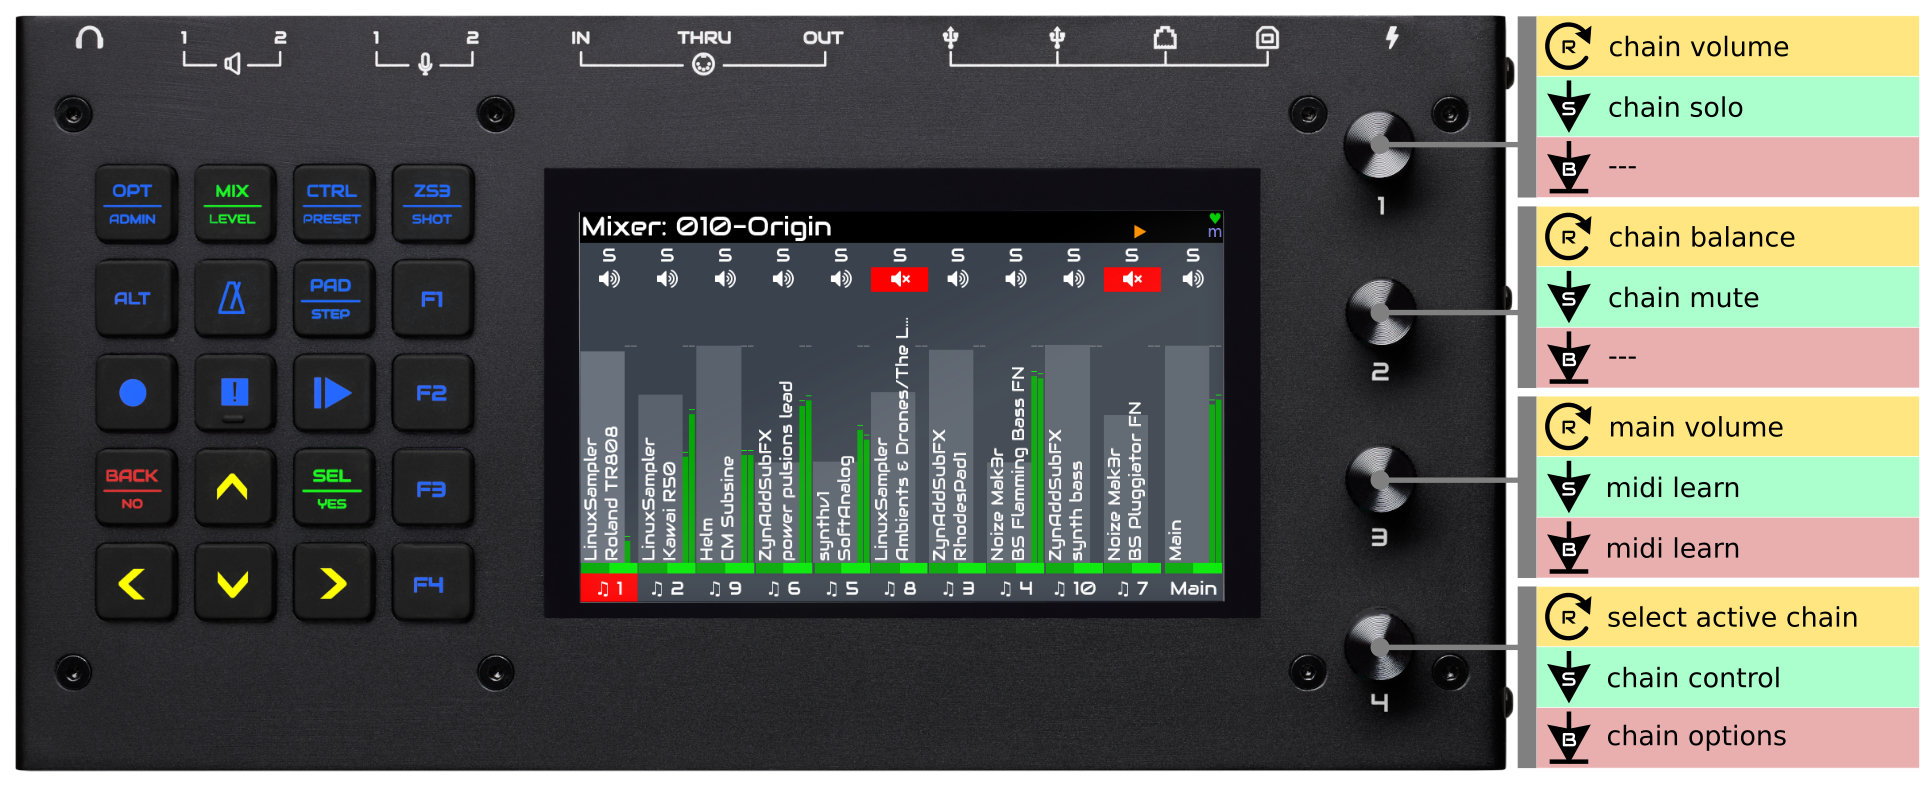 1 2
1 2
IN THRU OUT
OPT
ADMIN
MIX
LEVEL
CTRL
PRESET
ZS3
SHOT
ALT
PAD
STEP
F1
!
F2
BACK
NO
SEL
YES
F3
F4
Mixer: 010-Origin
m
S S S S S S S S S S S
LinuxSampler
Roland TR808
LinuxSampler
Kawai R50
Helm
CM Subsine
ZynAddSubFX
power pulsions lead
synthv1
SoftAnalog
LinuxSampler
Ambients & Drones/The L...
ZynAddSubFX
RhodesPad1
Noize Mak3r
BS Flamming Bass FN
ZynAddSubFX
synth bass
Noize Mak3r
BS Pluggiator FN
Main
♫ 1 ♫ 2 ♫ 9 ♫ 6 ♫ 5 ♫ 8 ♫ 3 ♫ 4 ♫ 10 ♫ 7 Main
1
2
3
4
R chain volume
S chain solo
B ---
R chain balance
S chain mute
B ---
R main volume
S midi learn
B midi learn
R select active chain
S chain control
B chain options